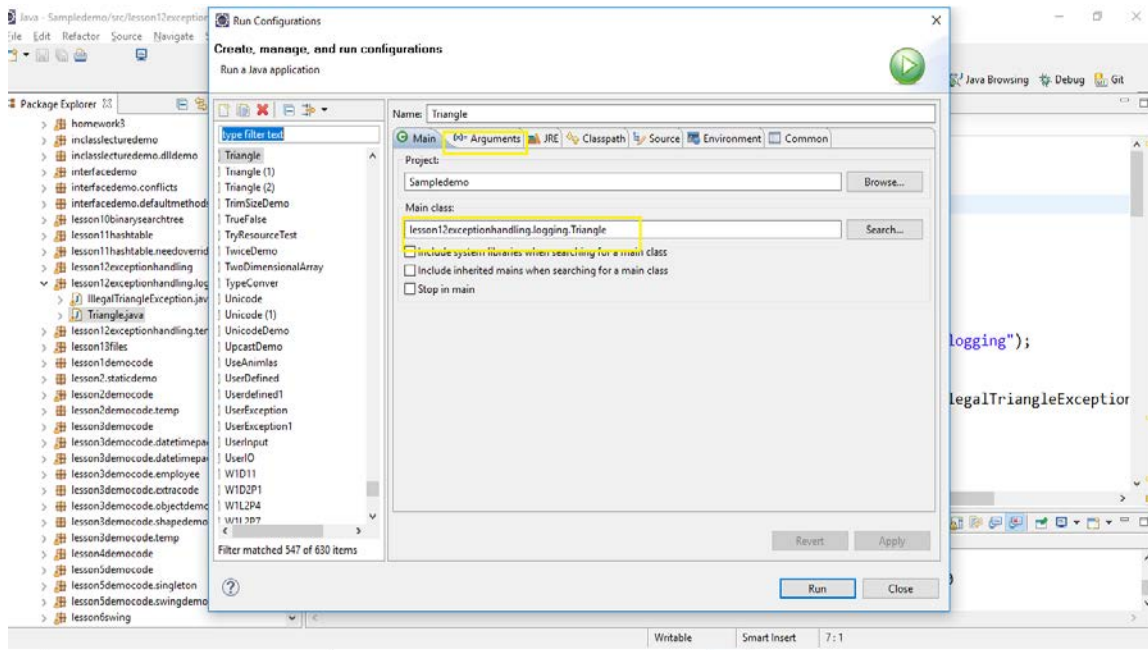 Java - Sampledemo/src/lesson12exception
File Edit Refactor Source Navigate
Java Browsing Debug Git
Package Explorer
homework3
inclasslecturedemo
inclasslecturedemo.dlldemo
interfacedemo
interfacedemo.conflicts
interfacedemo.defaultmethods
lesson10binarysearchtree
lesson11hashtable
lesson11hashtable.needoverrid
lesson12exceptionhandling
lesson12exceptionhandling.log
IllegalTriangleException.jav
Triangle.java
lesson12exceptionhandling.ter
lesson13files
lesson1democode
lesson2.staticdemo
lesson2democode
lesson2democode.temp
lesson3democode
lesson3democode.datetimepa
lesson3democode.datetimepa
lesson3democode.employee
lesson3democode.extracode
lesson3democode.objectdemo
lesson3democode.shapedemo
lesson3democode.temp
lesson4democode
lesson5democode
lesson5democode.singleton
lesson5democode.swingdemo
lesson6swing
Run Configurations
Create, manage, and run configurations
Run a Java application
type filter text
Triangle
Triangle (1)
Triangle (2)
TrimSizeDemo
TrueFalse
TryResourceTest
TwiceDemo
TwoDimensionalArray
TypeConver
Unicode
Unicode (1)
UnicodeDemo
UpcastDemo
UseAnimlas
UserDefined
Userdefined1
UserException
UserException1
UserInput
UserIO
W1D11
W1D2P1
W1L2P4
W1L2P7
Filter matched 547 of 630 items
Name: Triangle
Main Arguments JRE Classpath Source Environment Common
Project:
Sampledemo Browse...
Main class:
lesson12exceptionhandling.logging.Triangle Search...
Include system libraries when searching for a main class
Include inherited mains when searching for a main class
Stop in main
Revert Apply
Run Close
logging");
legalTriangleException
Writable Smart Insert 7:1